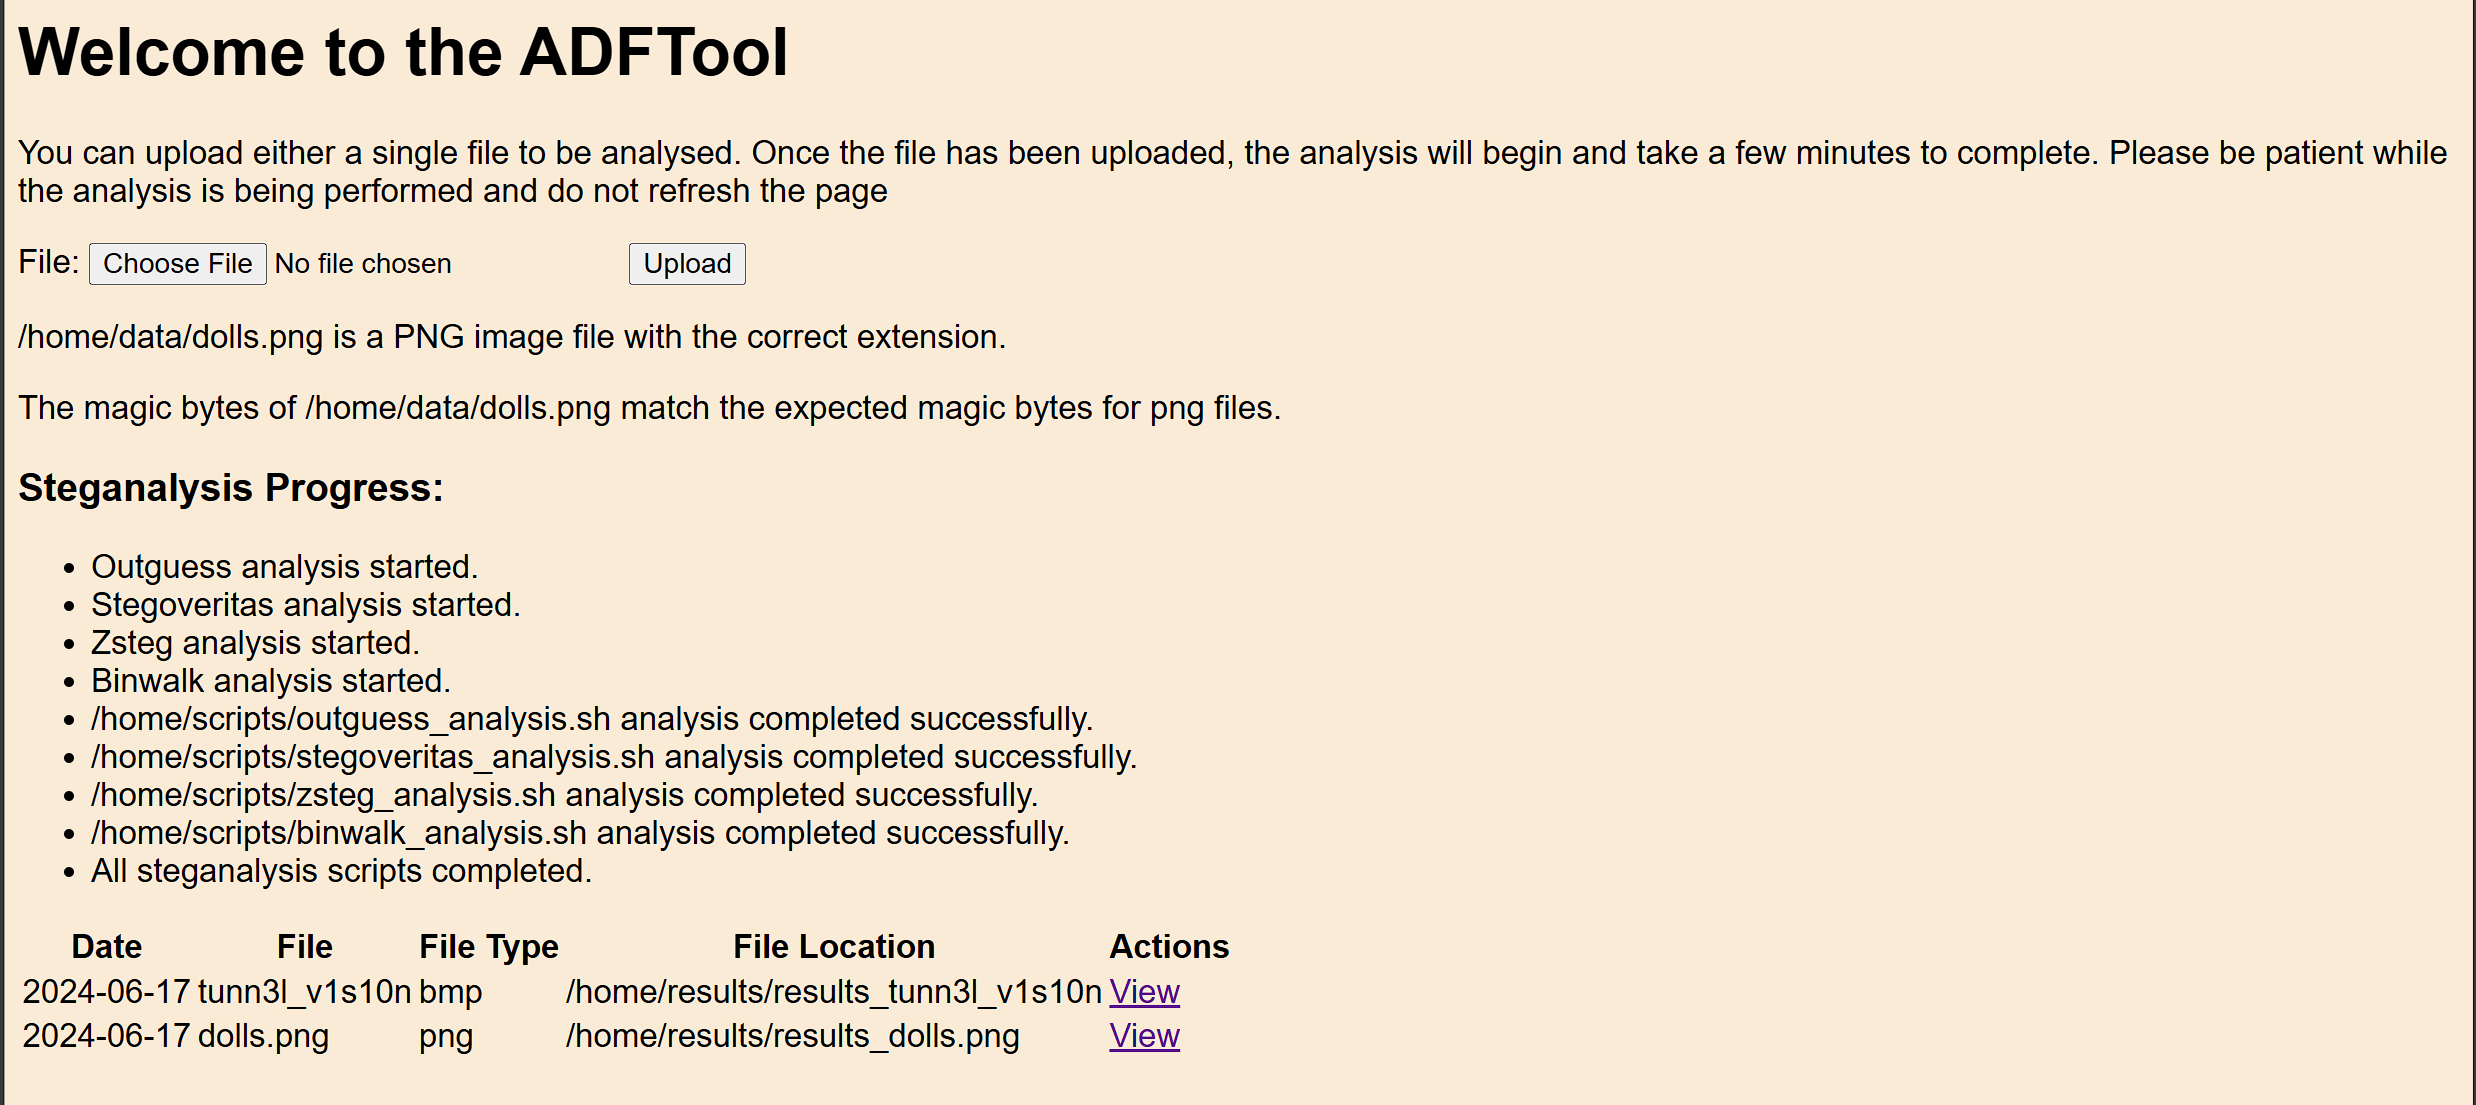 Welcome to the ADFTool
You can upload either a single file to be analysed. Once the file has been uploaded, the analysis will begin and take a few minutes to complete. Please be patient while
the analysis is being performed and do not refresh the page
File: Choose File No file chosen Upload
/home/data/dolls.png is a PNG image file with the correct extension.
The magic bytes of /home/data/dolls.png match the expected magic bytes for png files.
Steganalysis Progress:
• Outguess analysis started.
• Stegoveritas analysis started.
• Zsteg analysis started.
• Binwalk analysis started.
• /home/scripts/outguess_analysis.sh analysis completed successfully.
• /home/scripts/stegoveritas_analysis.sh analysis completed successfully.
• /home/scripts/zsteg_analysis.sh analysis completed successfully.
• /home/scripts/binwalk_analysis.sh analysis completed successfully.
• All steganalysis scripts completed.
Date File File Type File Location Actions
2024-06-17 tunn3l_v1s10n bmp /home/results/results_tunn3l_v1s10n View
2024-06-17 dolls.png png /home/results/results_dolls.png View